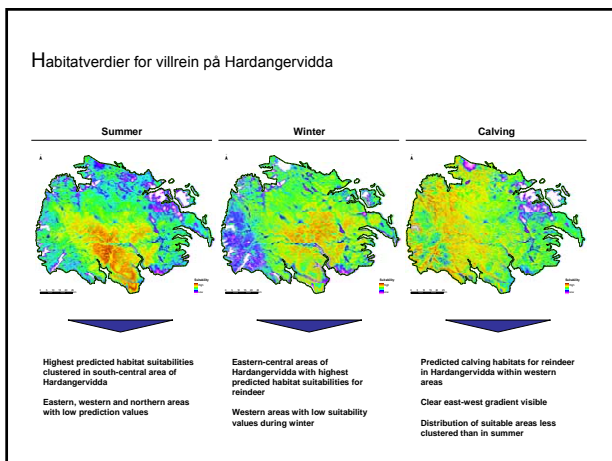 Habitatverdier for villrein på Hardangervidda
Summer
Winter
Calving
Suitability
Suitability
Suitability
Highest predicted habitat suitabilities
clustered in south-central area of
Hardangervidda
Eastern, western and northern areas
with low prediction values
Eastern-central areas of
Hardangervidda with highest
predicted habitat suitabilities for
reindeer
Western areas with low suitability
values during winter
Predicted calving habitats for reindeer
in Hardangervidda within western
areas
Clear east-west gradient visible
Distribution of suitable areas less
clustered than in summer